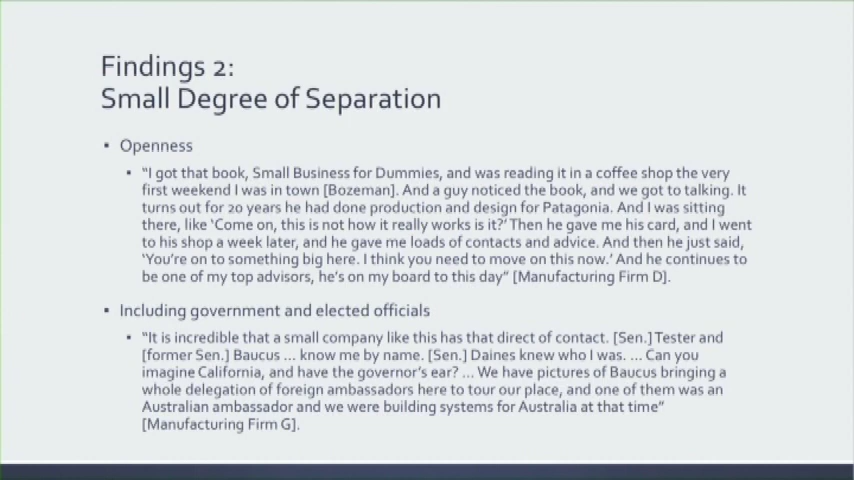 Findings 2:
Small Degree of Separation
▪ Openness
▪ “I got that book, Small Business for Dummies, and was reading it in a coffee shop the very
first weekend I was in town [Bozeman]. And a guy noticed the book, and we got to talking. It
turns out for 20 years he had done production and design for Patagonia. And I was sitting
there, like ‘Come on, this is not how it really works is it?’ Then he gave me his card, and I went
to his shop a week later, and he gave me loads of contacts and advice. And then he just said,
‘You’re on to something big here. I think you need to move on this now.’ And he continues to
be one of my top advisors, he’s on my board to this day” [Manufacturing Firm D].
▪ Including government and elected officials
▪ “It is incredible that a small company like this has that direct of contact. [Sen.] Tester and
[former Sen.] Baucus ... know me by name. [Sen.] Daines knew who I was. ... Can you
imagine California, and have the governor’s ear? ... We have pictures of Baucus bringing a
whole delegation of foreign ambassadors here to tour our place, and one of them was an
Australian ambassador and we were building systems for Australia at that time”
[Manufacturing Firm G].